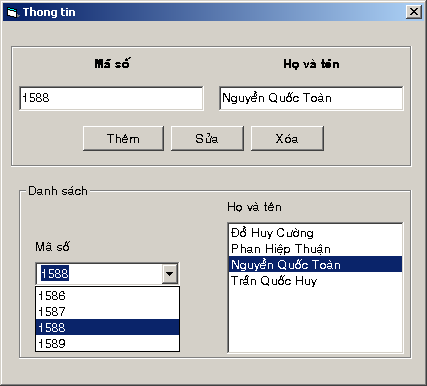 Thong tin
Mã số
Họ và tên
1588
Nguyễn Quốc Toàn
Thêm
Sửa
Xóa
Danh sách
Họ và tên
Đỗ Huy Cường
Phan Hiệp Thuận
Nguyễn Quốc Toàn
Trần Quốc Huy
Mã số
1588
1586
1587
1588
1589